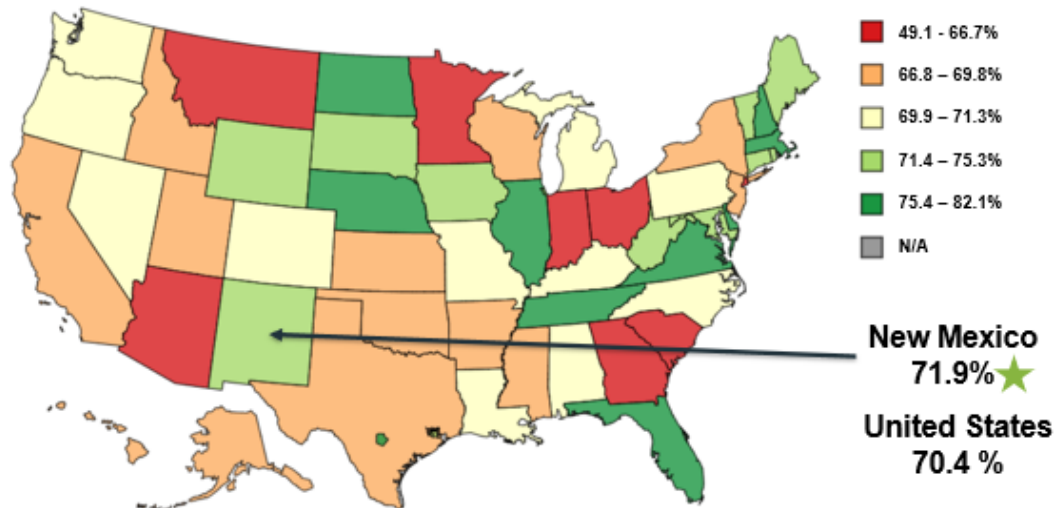 49.1 - 66.7%
66.8 – 69.8%
69.9 – 71.3%
71.4 – 75.3%
75.4 – 82.1%
N/A
New Mexico
71.9%
United States
70.4 %